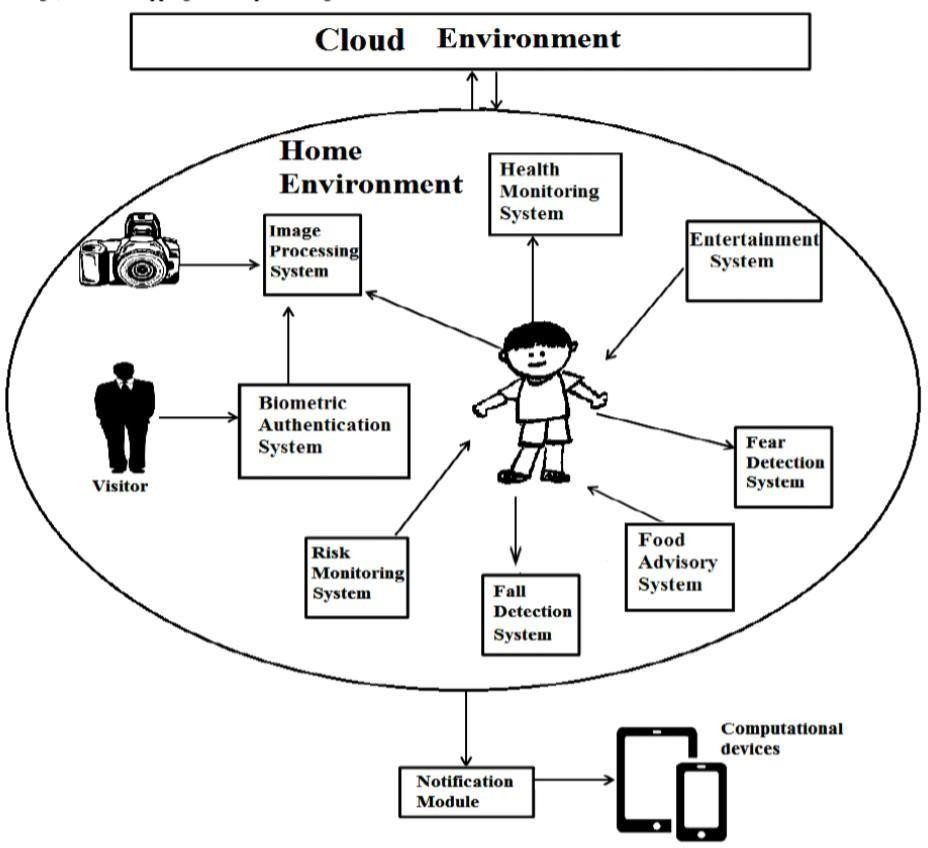 Cloud Environment
Home
Environment
Health
Monitoring
System
Image
Processing
System
Entertainment
System
Biometric
Authentication
System
Visitor
Fear
Detection
System
Risk
Monitoring
System
Food
Advisory
System
Fall
Detection
System
Computational
devices
Notification
Module